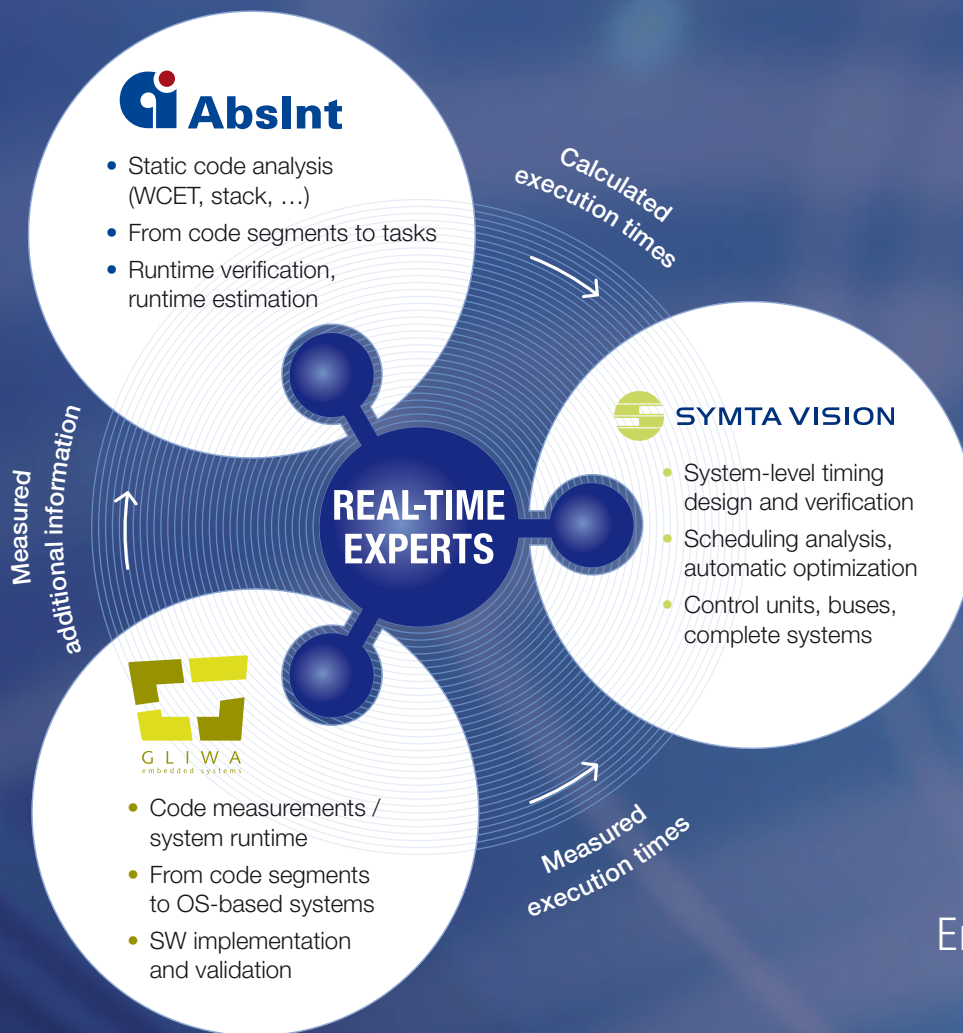 AbsInt
• Static code analysis
(WCET, stack, …)
• From code segments to tasks
• Runtime verification,
runtime estimation
Calculated
execution times
SYMTA VISION
• System-level timing
design and verification
• Scheduling analysis,
automatic optimization
• Control units, buses,
complete systems
REAL-TIME
EXPERTS
Measured
additional information
GLIWA
embedded systems
• Code measurements /
system runtime
• From code segments
to OS-based systems
• SW implementation
and validation
Measured
execution times